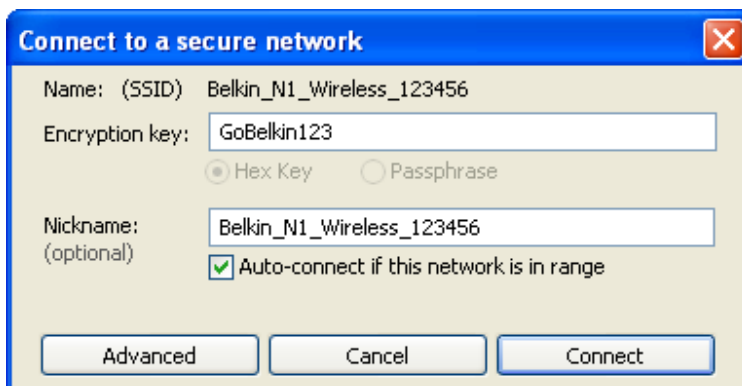 Connect to a secure network
Name: (SSID) Belkin_N1_Wireless_123456
Encryption key: GoBelkin123
Hex Key Passphrase
Nickname: Belkin_N1_Wireless_123456
(optional)
Auto-connect if this network is in range
Advanced Cancel Connect